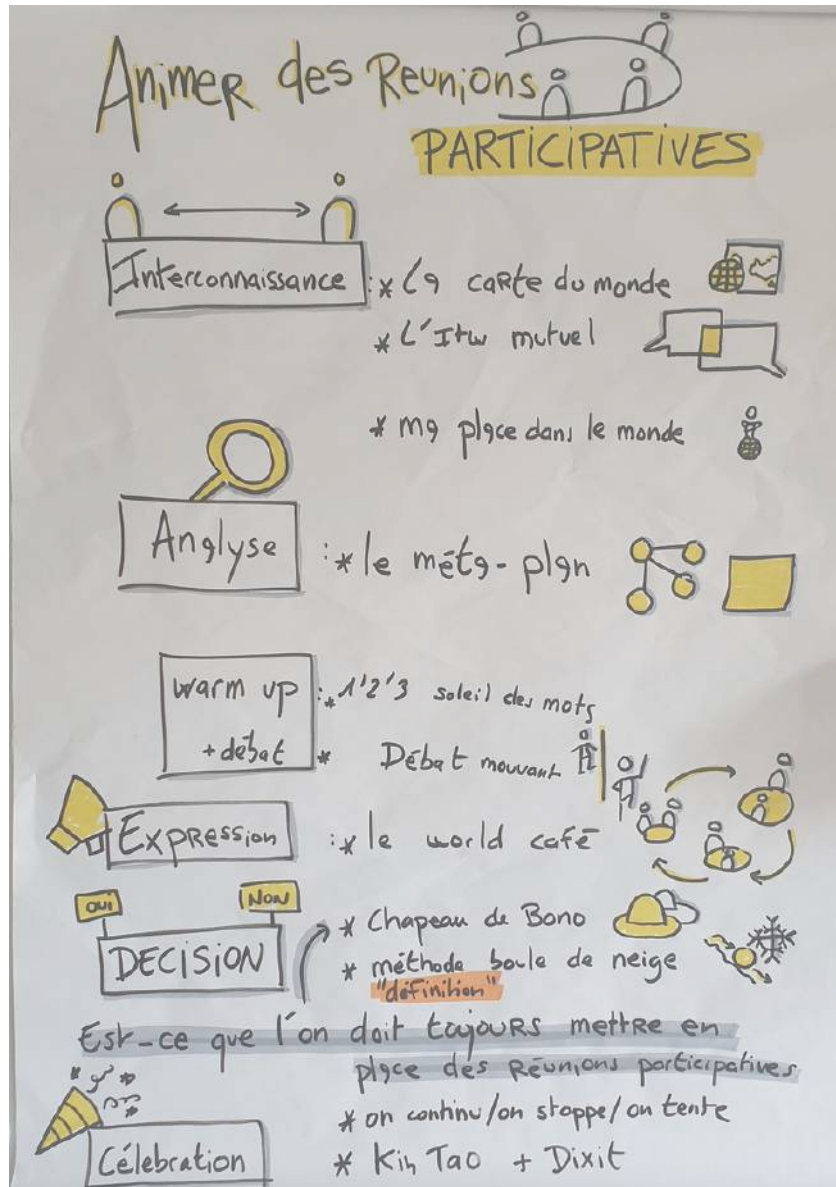 Animer des Reunions
PARTICIPATIVES
Interconnaissance : * La carte du monde
* L'Itw mutuel
* ma place dans le monde
Analyse : * le méta-plan
warm up : * 1'2'3 soleil des mots
+ débat * Débat mouvant
Expression : * le world café
OUI NON
DECISION * Chapeau de Bono
* méthode boule de neige
"définition"
Est-ce que l'on doit toujours mettre en
place des Réunions participatives
* on continu/on stoppe/on tente
Célebration * Kin Tao + Dixit